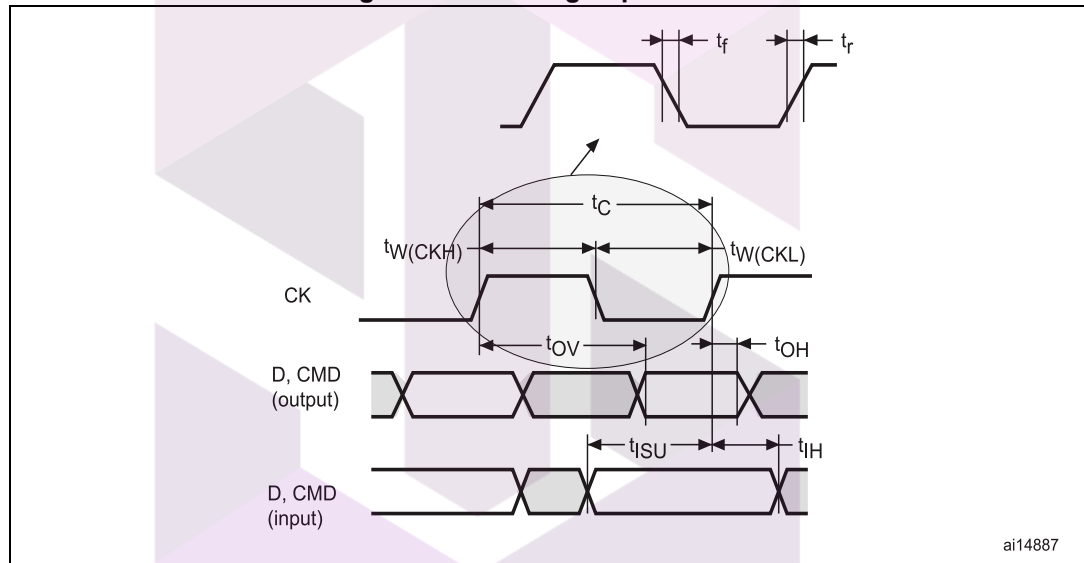 tf
tr
tC
tW(CKH)
tW(CKL)
CK
tOV
tOH
D, CMD
(output)
tISU
tIH
D, CMD
(input)
ai14887